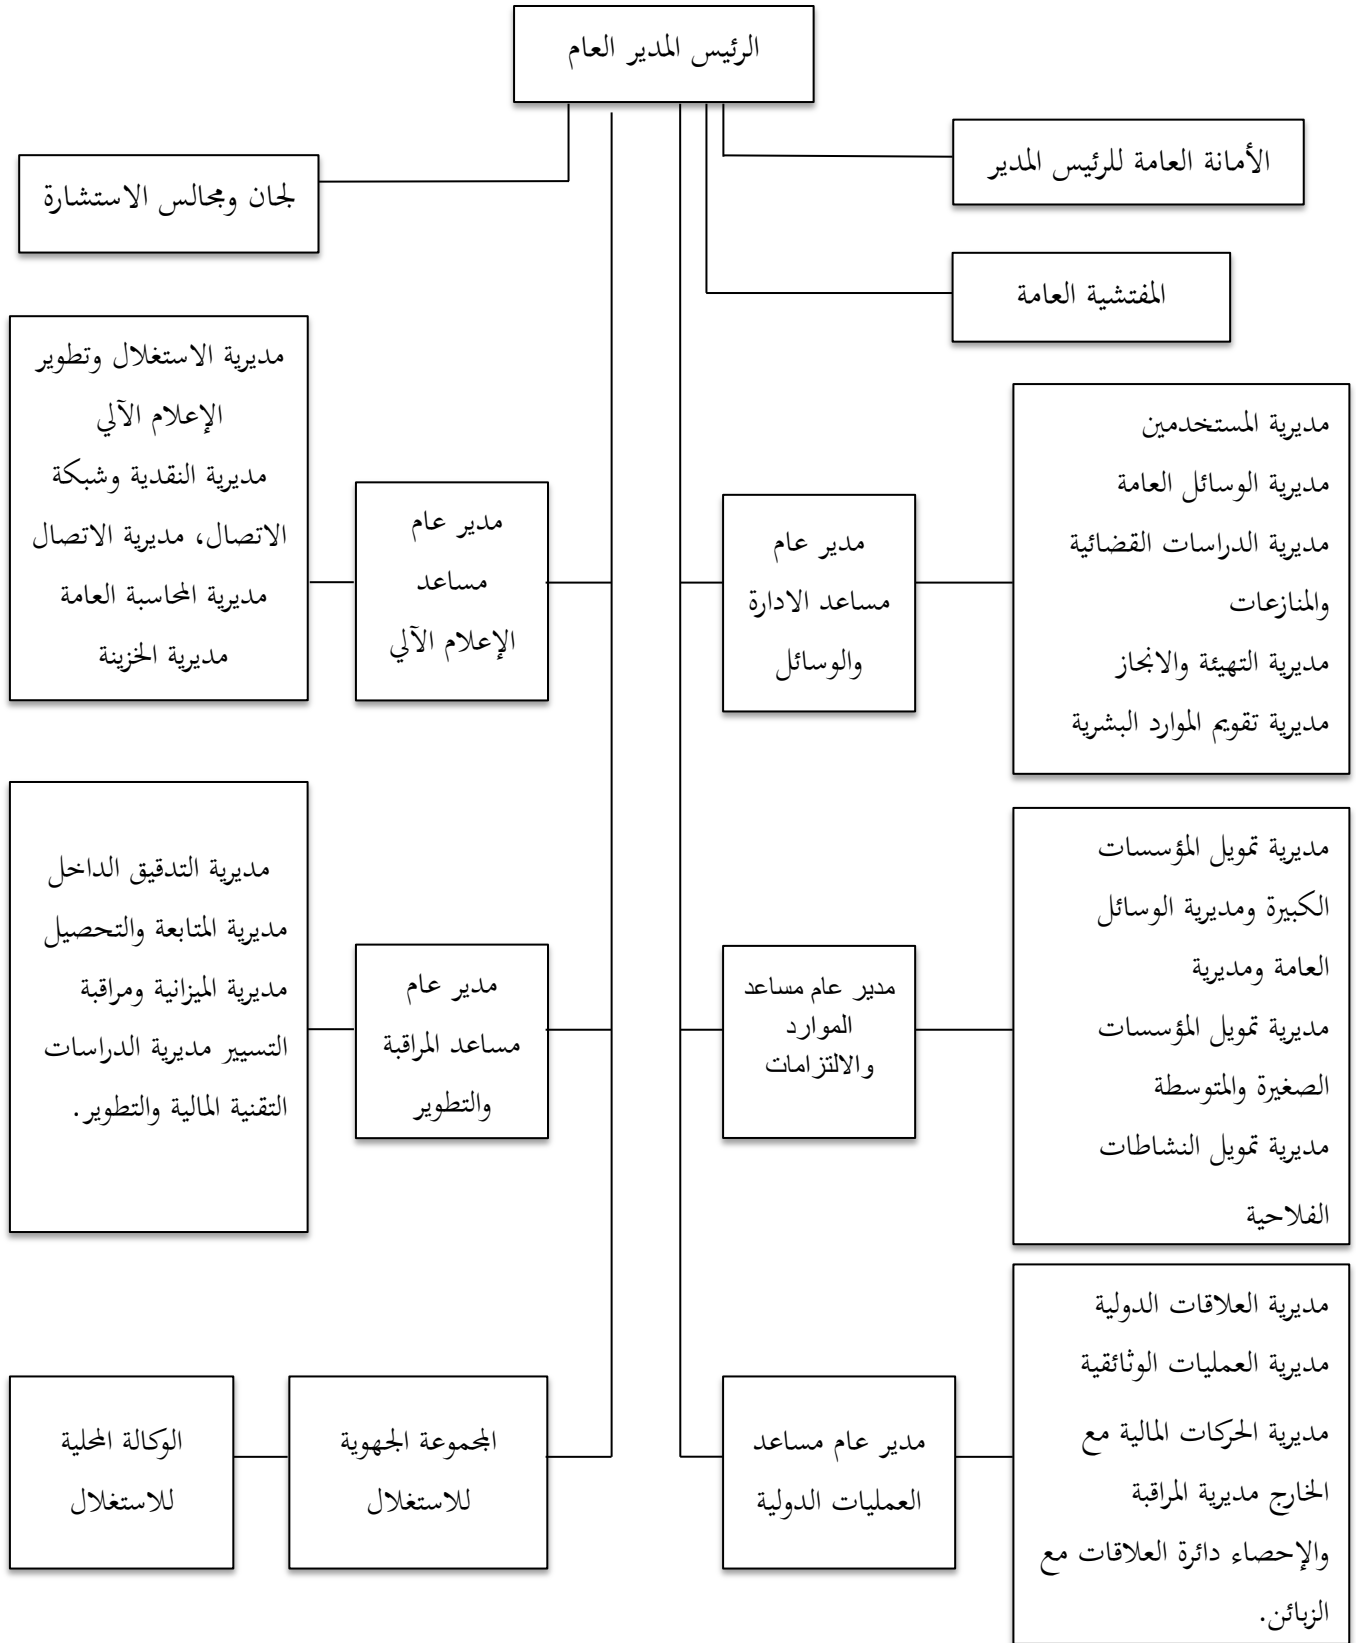 الرئيس المدير العام
الأمانة العامة للرئيس المدير
لجان ومجالس الاستشارة
المفتشية العامة
مديرية المستخدمين
مديرية الوسائل العامة
مديرية الدراسات القضائية
والمنازعات
مديرية التهيئة والانجاز
مديرية تقويم الموارد البشرية
مدير عام
مساعد الادارة
والوسائل
مدير عام
مساعد
الإعلام الآلي
مديرية الاستغلال وتطوير
الإعلام الآلي
مديرية النقدية وشبكة
الاتصال، مديرية الاتصال
مديرية المحاسبة العامة
مديرية الخزينة
مديرية تمويل المؤسسات
الكبيرة ومديرية الوسائل
العامة ومديرية
مديرية تمويل المؤسسات
الصغيرة والمتوسطة
مديرية تمويل النشاطات
الفلاحية
مدير عام مساعد
الموارد
والالتزامات
مدير عام
مساعد المراقبة
والتطوير
مديرية التدقيق الداخل
مديرية المتابعة والتحصيل
مديرية الميزانية ومراقبة
التسيير مديرية الدراسات
التقنية المالية والتطوير.
مديرية العلاقات الدولية
مديرية العمليات الوثائقية
مديرية الحركات المالية مع
الخارج مديرية المراقبة
والإحصاء دائرة العلاقات مع
الزبائن.
مدير عام مساعد
العمليات الدولية
المجموعة الجهوية
للاستغلال
الوكالة المحلية
للاستغلال